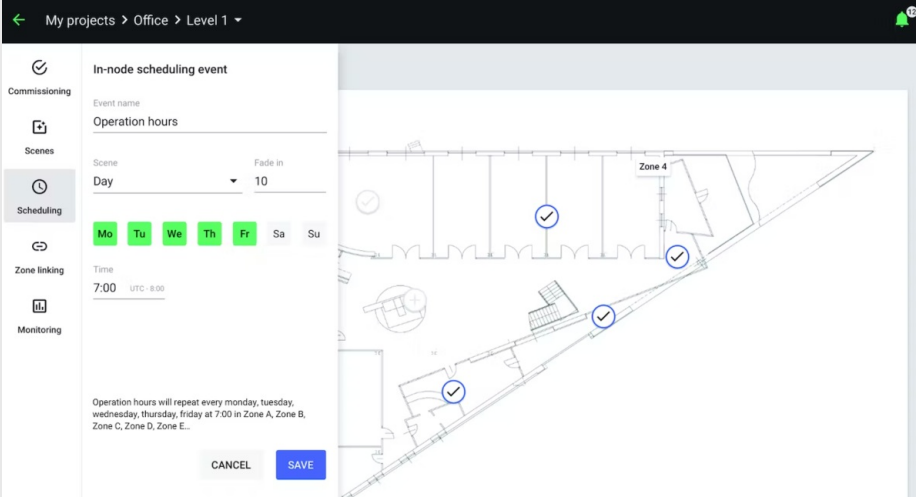 My projects > Office > Level 1
12
Commissioning
Scenes
Scheduling
Zone linking
Monitoring
In-node scheduling event
Event name
Operation hours
Scene
Fade in
Day
10
Mo Tu We Th Fr Sa Su
Time
7:00 UTC - 8:00
Operation hours will repeat every monday, tuesday,
wednesday, thursday, friday at 7:00 in Zone A, Zone B,
Zone C, Zone D, Zone E...
CANCEL SAVE
Zone 4